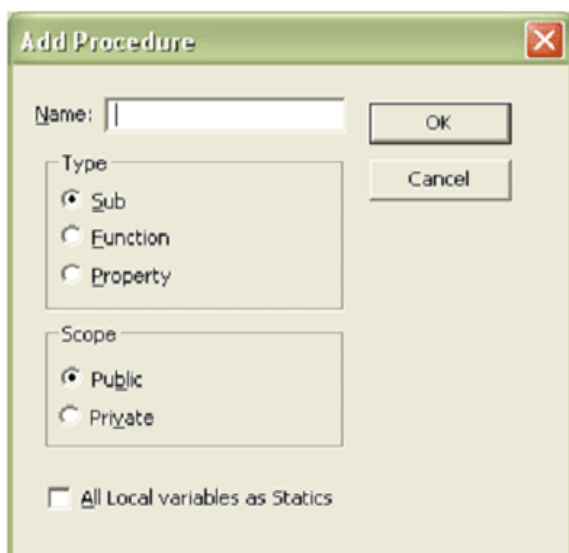 Add Procedure
Name:
OK
Cancel
Type
Sub
Function
Property
Scope
Public
Private
All Local variables as Statics